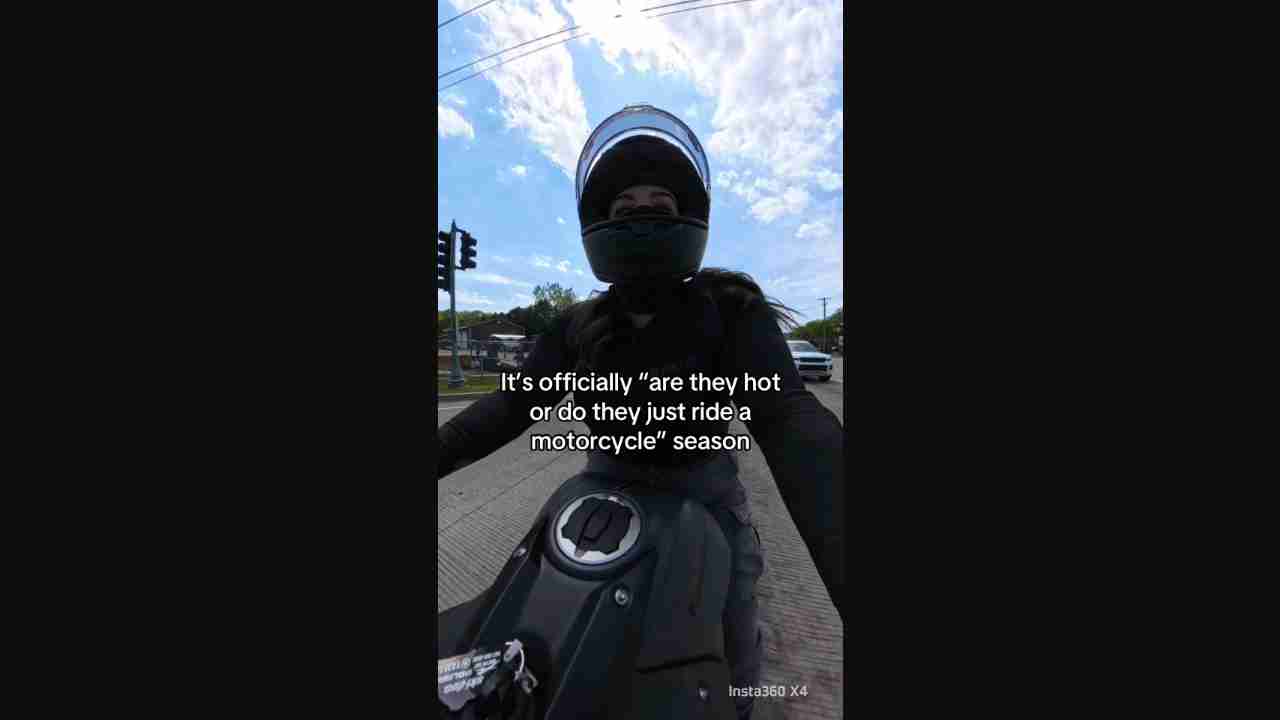 It's officially "are they hot
or do they just ride a
motorcycle" season
Insta360 X4